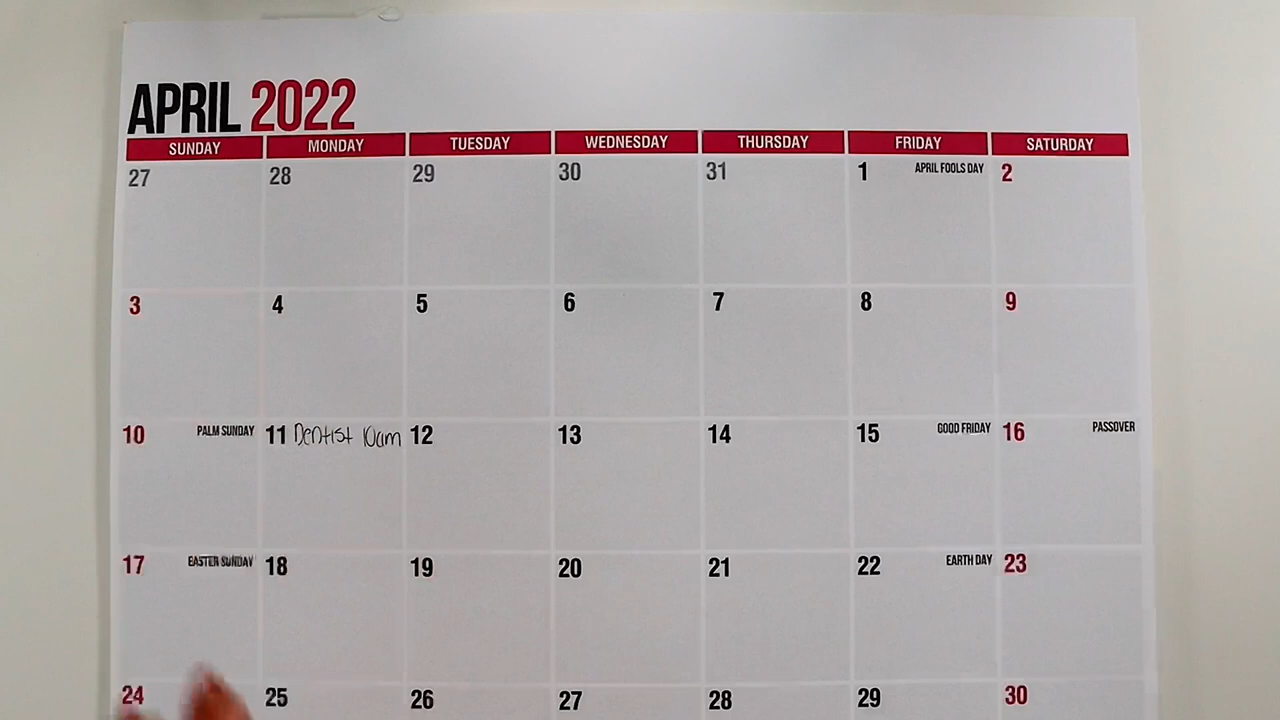 APRIL 2022
SUNDAY MONDAY TUESDAY WEDNESDAY THURSDAY FRIDAY SATURDAY
27 28 29 30 31 1 APRIL FOOLS DAY 2
3 4 5 6 7 8 9
10 PALM SUNDAY 11 Dentist 10am 12 13 14 15 GOOD FRIDAY 16 PASSOVER
17 EASTER SUNDAY 18 19 20 21 22 EARTH DAY 23
24 25 26 27 28 29 30